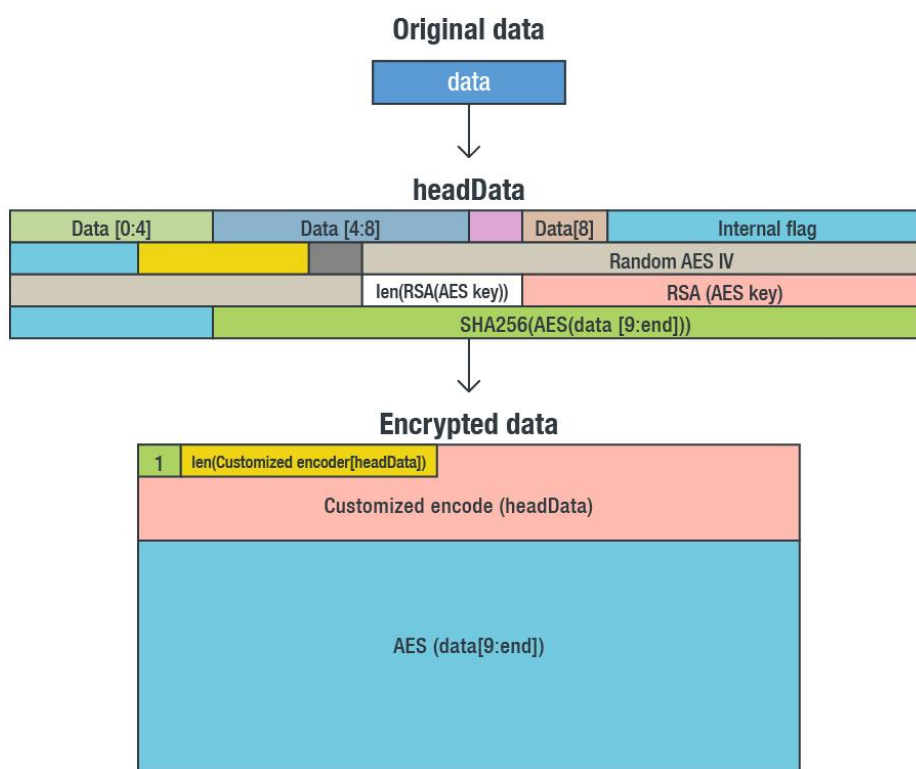 Original data
data
headData
Data [0:4] Data [4:8] Data[8] Internal flag
Random AES IV
len(RSA(AES key)) RSA (AES key)
SHA256(AES(data [9:end]))
Encrypted data
1 len(Customized encoder[headData])
Customized encode (headData)
AES (data[9:end])